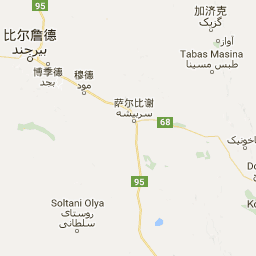 95
加济克
گزیک
آواز
Tabas Masina
طبس مسینا
比尔詹德
بیرجند
博季德
بجد
穆德
مود
萨尔比谢
سربیشه
68
95
Soltani Olya
روستای
سلطانی